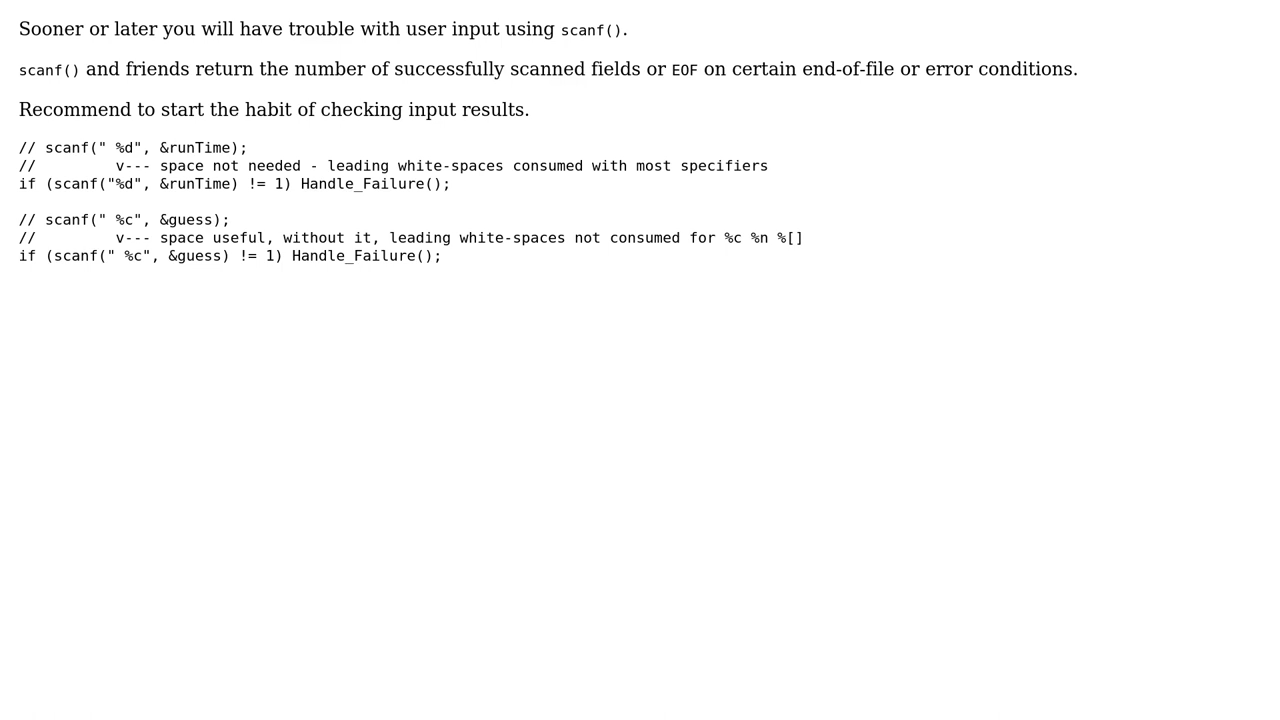 Sooner or later you will have trouble with user input using scanf().
scanf() and friends return the number of successfully scanned fields or EOF on certain end-of-file or error conditions.
Recommend to start the habit of checking input results.
// scanf(" %d", &runTime);
//         v--- space not needed - leading white-spaces consumed with most specifiers
if (scanf("%d", &runTime) != 1) Handle_Failure();
// scanf(" %c", &guess);
//         v--- space useful, without it, leading white-spaces not consumed for %c %n %[]
if (scanf(" %c", &guess) != 1) Handle_Failure();